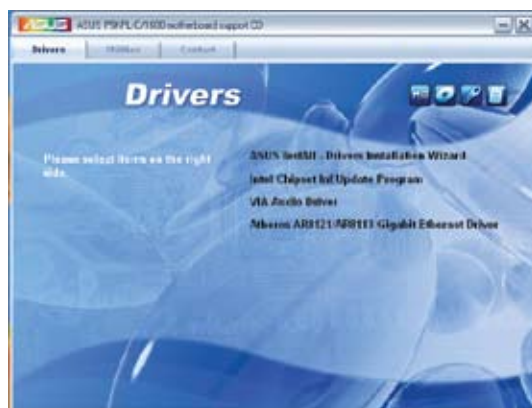 ASUS
ASUS P5KPL-C/1600 motherboard support CD
Drivers
Utilities
Contact
Drivers
Please select items on the right side.
ASUS InstAll - Drivers Installation Wizard
Intel Chipset Inf Update Program
VIA Audio Driver
Atheros AR8121/AR8113 Gigabit Ethernet Driver